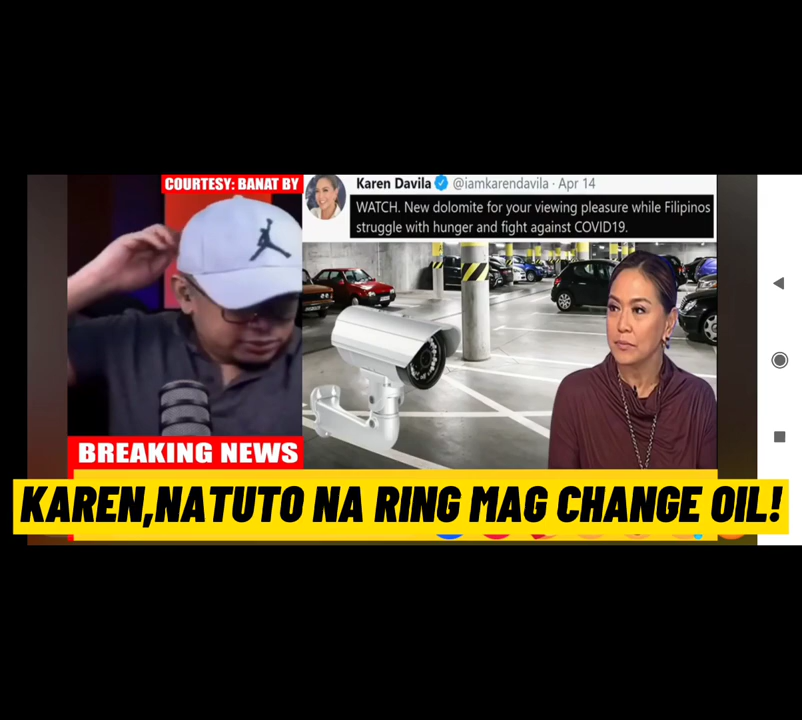 COURTESY: BANAT BY
Karen Davila @iamkarendavila · Apr 14
WATCH. New dolomite for your viewing pleasure while Filipinos
struggle with hunger and fight against COVID19.
BREAKING NEWS
KAREN,NATUTO NA RING MAG CHANGE OIL!